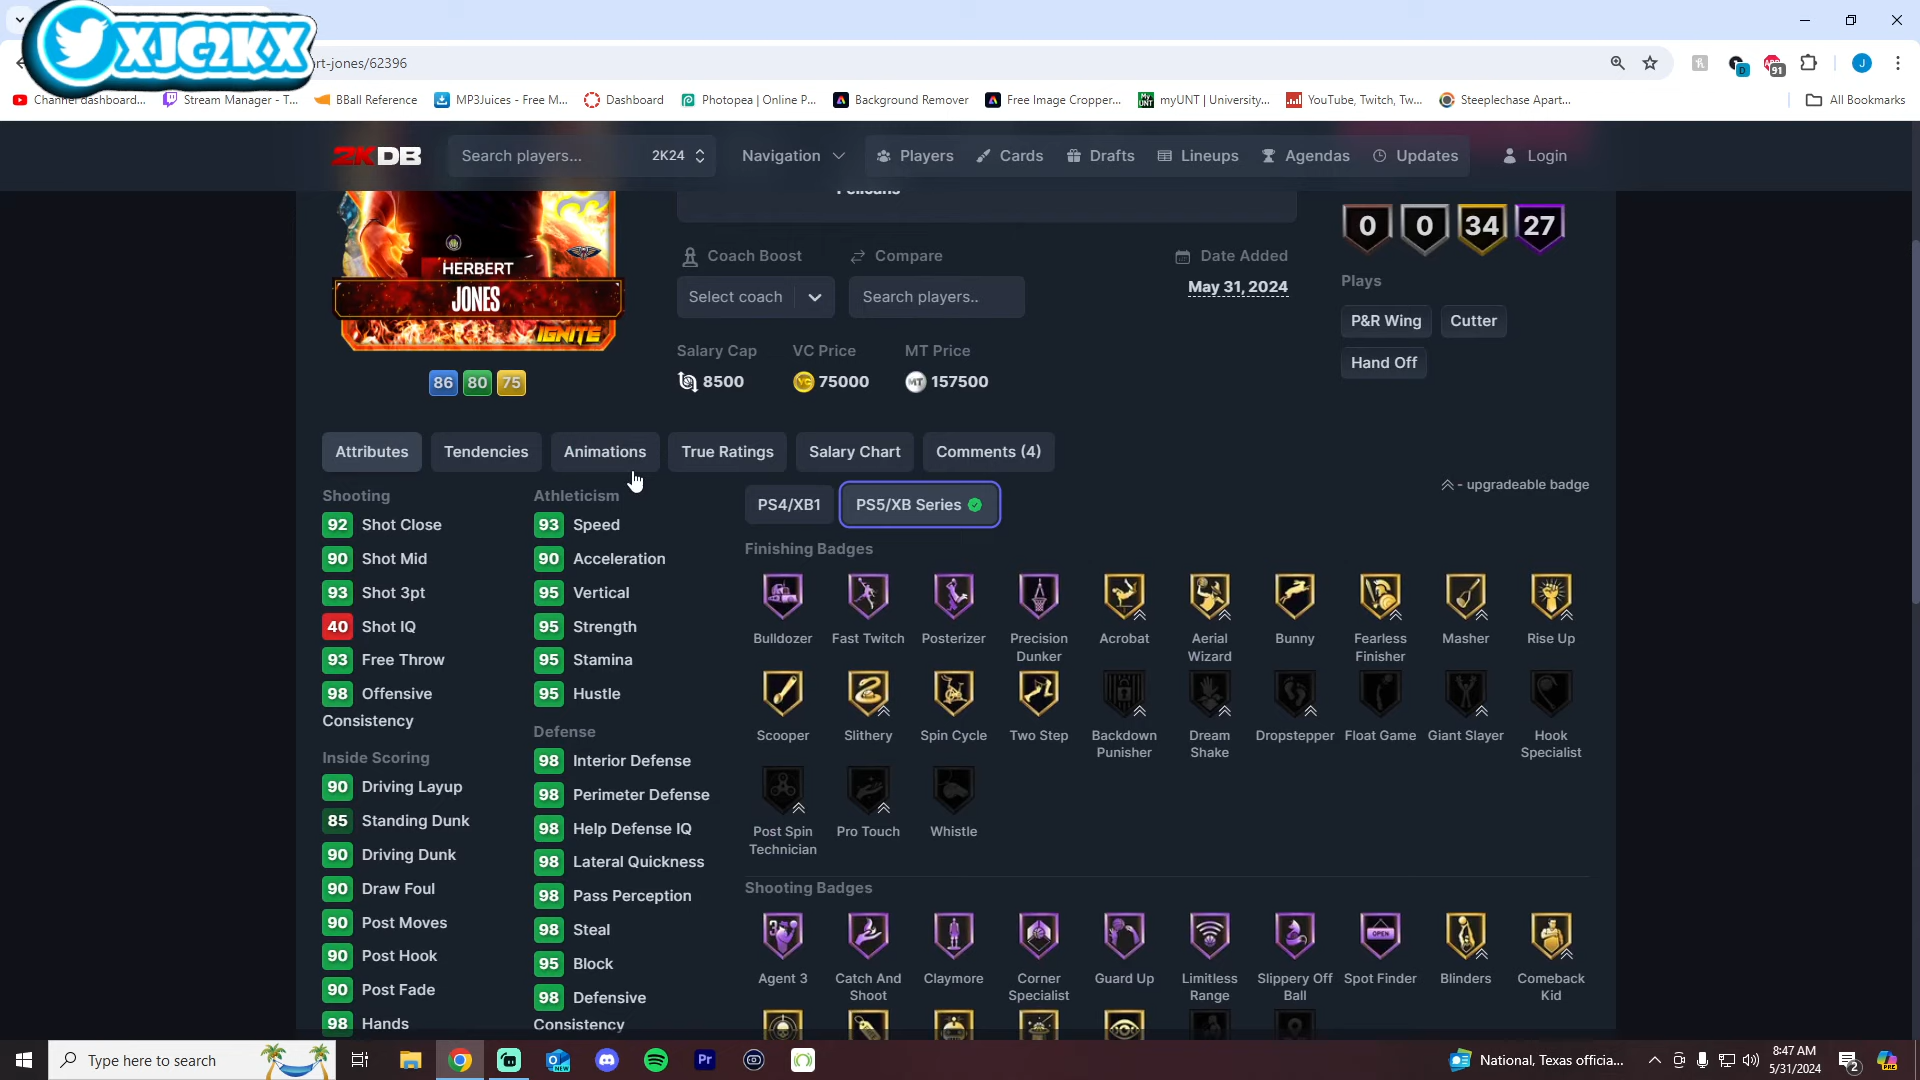 XJC2KX
rt-jones/62396
Channel dashboard...
Stream Manager - T...
BBall Reference
MP3Juices - Free M...
Dashboard
Photopea | Online P...
Background Remover
Free Image Cropper...
myUNT | University...
YouTube, Twitch, Tw...
Steeplechase Apart...
All Bookmarks
2KDB
Search players...
2K24
Navigation
Players
Cards
Drafts
Lineups
Agendas
Updates
Login
Pelicans
HERBERT
JONES
IGNITE
86 80 75
Coach Boost
Select coach
Compare
Search players..
Date Added
May 31, 2024
Salary Cap
8500
VC Price
75000
MT Price
157500
0 0 34 27
Plays
P&R Wing
Cutter
Hand Off
Attributes
Tendencies
Animations
True Ratings
Salary Chart
Comments (4)
Shooting
92 Shot Close
90 Shot Mid
93 Shot 3pt
40 Shot IQ
93 Free Throw
98 Offensive
Consistency
Inside Scoring
90 Driving Layup
85 Standing Dunk
90 Driving Dunk
90 Draw Foul
90 Post Moves
90 Post Hook
90 Post Fade
98 Hands
Athleticism
93 Speed
90 Acceleration
95 Vertical
95 Strength
95 Stamina
95 Hustle
Defense
98 Interior Defense
98 Perimeter Defense
98 Help Defense IQ
98 Lateral Quickness
98 Pass Perception
98 Steal
95 Block
98 Defensive
Consistency
PS4/XB1
PS5/XB Series
- upgradeable badge
Finishing Badges
Bulldozer
Fast Twitch
Posterizer
Precision
Dunker
Acrobat
Aerial
Wizard
Bunny
Fearless
Finisher
Masher
Rise Up
Scooper
Slithery
Spin Cycle
Two Step
Backdown
Punisher
Dream
Shake
Dropstepper
Float Game
Giant Slayer
Hook
Specialist
Post Spin
Technician
Pro Touch
Whistle
Shooting Badges
Agent 3
Catch And
Shoot
Claymore
Corner
Specialist
Guard Up
Limitless
Range
Slippery Off
Ball
OPEN
Spot Finder
Blinders
Comeback
Kid
Type here to search
National, Texas officia...
8:47 AM
5/31/2024
2